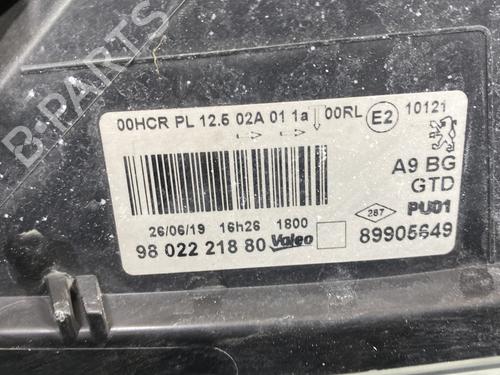 B-PARTS
00HCR PL 12.5 02A 01 1a 00RL E2 10121
A9 BG
GTD
26/06/19 16h26 1800
287 PU01
98 022 218 80 Valeo 89905649